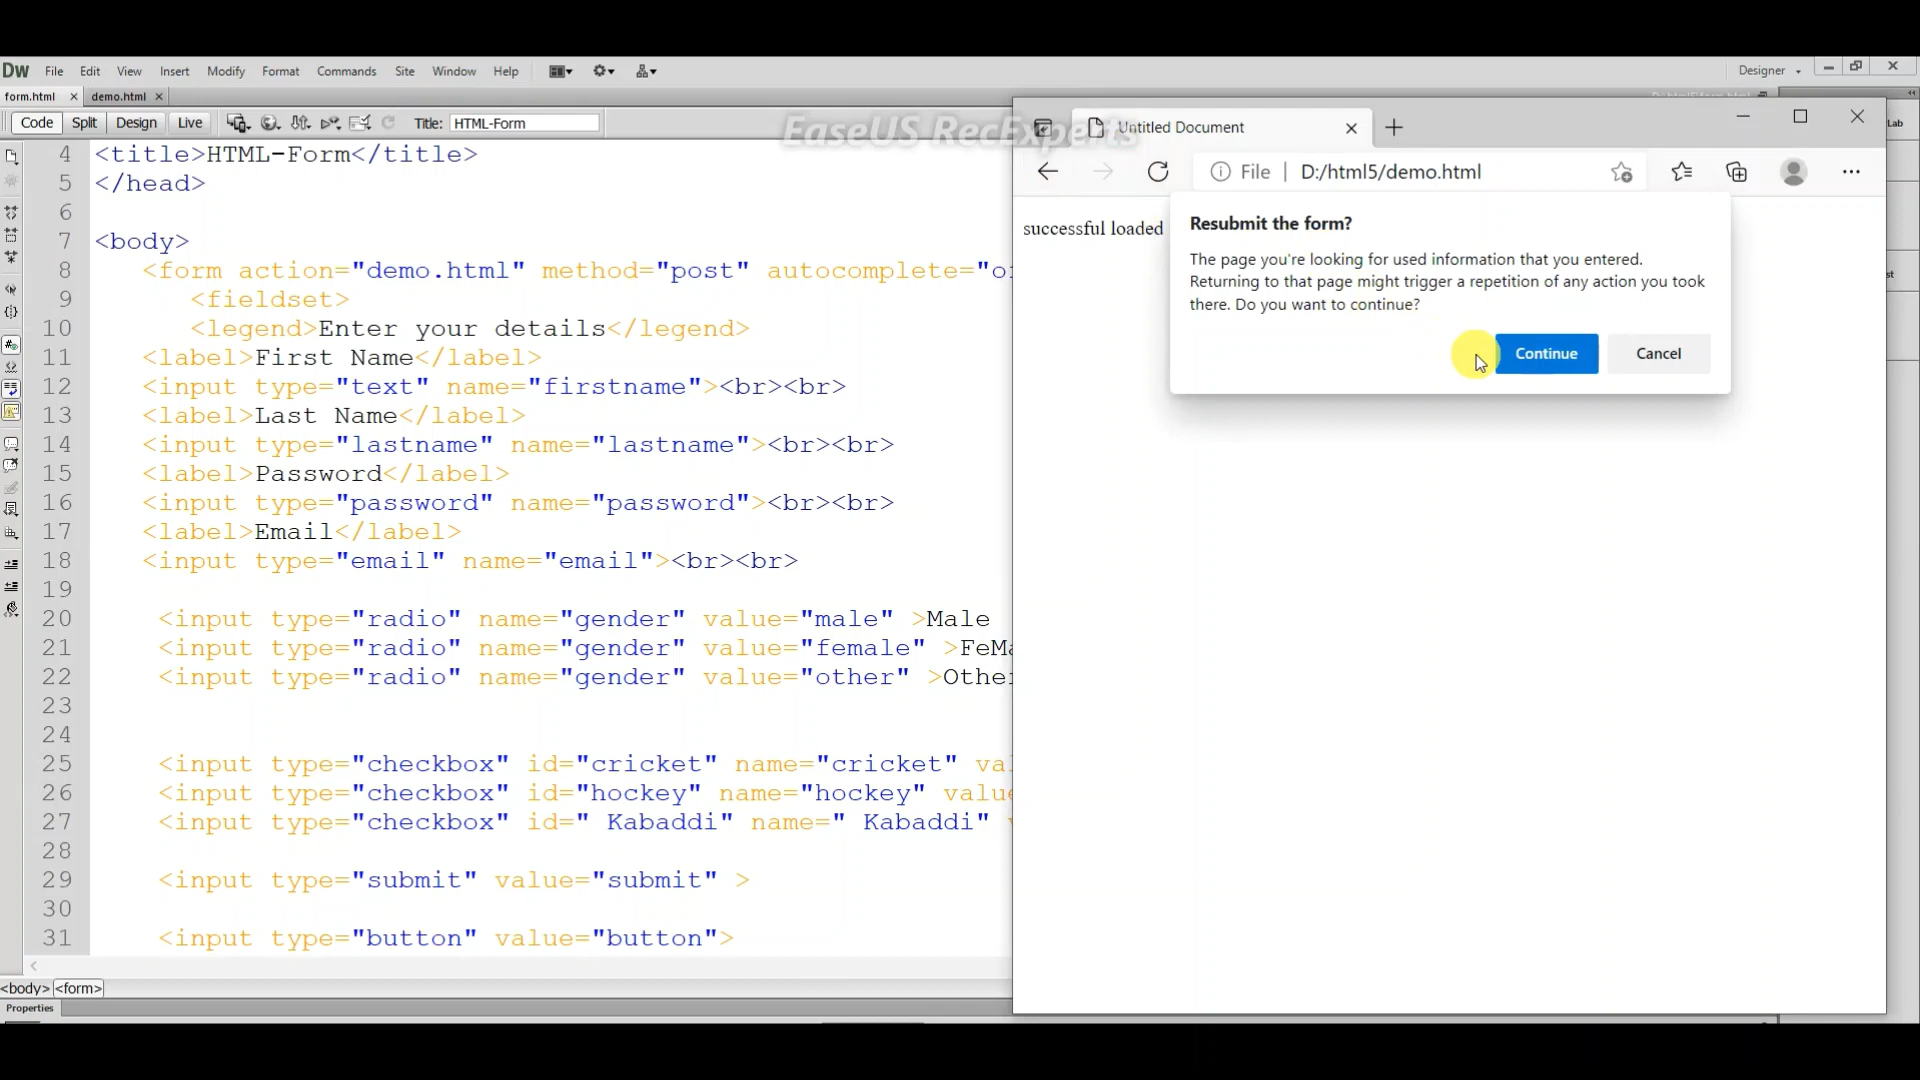 DW File Edit View Insert Modify Format Commands Site Window Help
Designer
form.html
demo.html
Code Split Design Live
Title: HTML-Form
4 <title>HTML-Form</title>
5 </head>
6
7 <body>
8 <form action="demo.html" method="post" autocomplete="o
9 <fieldset>
10 <legend>Enter your details</legend>
11 <label>First Name</label>
12 <input type="text" name="firstname"><br><br>
13 <label>Last Name</label>
14 <input type="lastname" name="lastname"><br><br>
15 <label>Password</label>
16 <input type="password" name="password"><br><br>
17 <label>Email</label>
18 <input type="email" name="email"><br><br>
19
20 <input type="radio" name="gender" value="male" >Male
21 <input type="radio" name="gender" value="female" >FeMa
22 <input type="radio" name="gender" value="other" >Other
23
24
25 <input type="checkbox" id="cricket" name="cricket" val
26 <input type="checkbox" id="hockey" name="hockey" value
27 <input type="checkbox" id=" Kabaddi" name=" Kabaddi" v
28
29 <input type="submit" value="submit" >
30
31 <input type="button" value="button">
<body> <form>
Properties
EaseUS RecExperts
Untitled Document
File D:/html5/demo.html
successful loaded
Resubmit the form?
The page you're looking for used information that you entered.
Returning to that page might trigger a repetition of any action you took
there. Do you want to continue?
Continue
Cancel
Lab
st